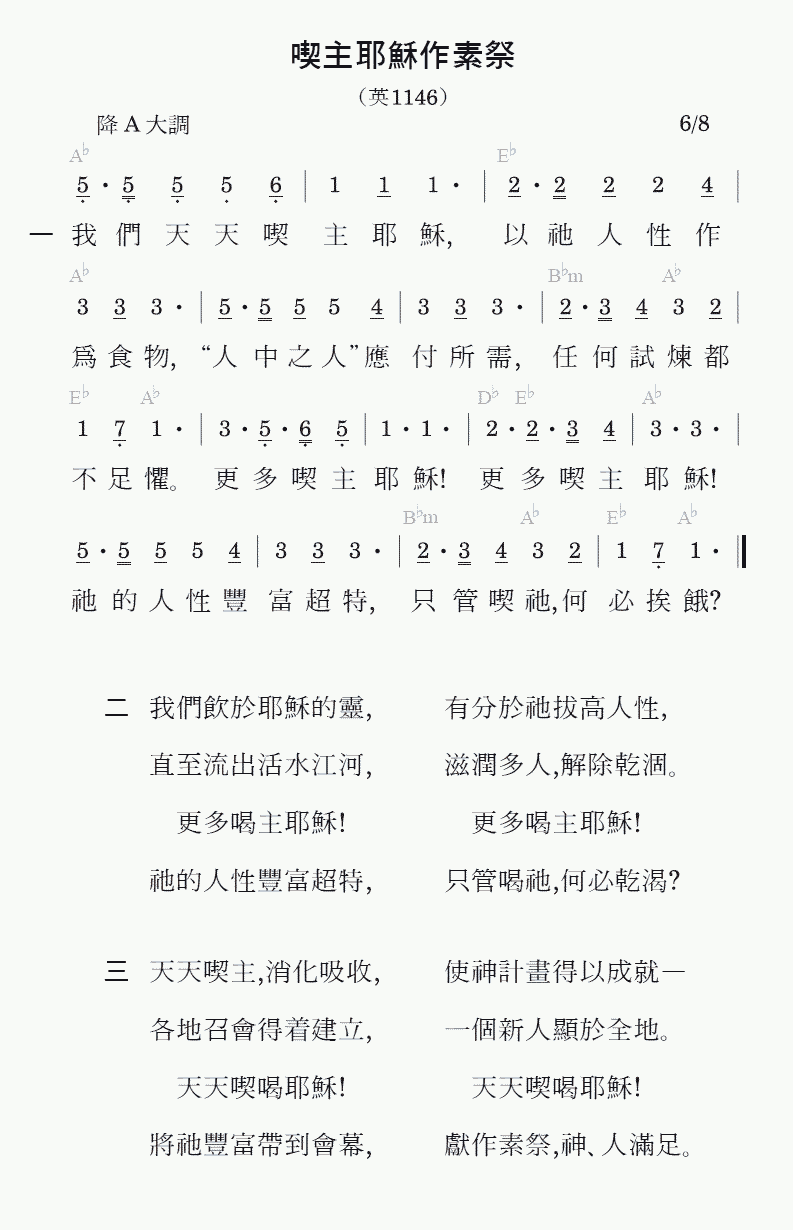 喫主耶穌作素祭
（英1146）
降 A 大調 6/8
A♭ E♭
5 · 5 5 5 6 | 1 1 1 · | 2 · 2 2 2 4 |
一 我們天天喫主耶穌, 以祂人性作
A♭ B♭m A♭
3 3 3 · | 5 · 5 5 5 4 | 3 3 3 · | 2 · 3 4 3 2 |
爲食物, “人中之人”應付所需, 任何試煉都
E♭ A♭ D♭ E♭ A♭
1 7 1 · | 3 · 5 · 6 5 | 1 · 1 · | 2 · 2 · 3 4 | 3 · 3 · |
不足懼。 更多喫主耶穌! 更多喫主耶穌!
B♭m A♭ E♭ A♭
5 · 5 5 5 4 | 3 3 3 · | 2 · 3 4 3 2 | 1 7 1 · ‖
祂的人性豐富超特, 只管喫祂,何必挨餓?
二 我們飲於耶穌的靈, 有分於祂拔高人性,
直至流出活水江河, 滋潤多人,解除乾涸。
更多喝主耶穌! 更多喝主耶穌!
祂的人性豐富超特, 只管喝祂,何必乾渴?
三 天天喫主,消化吸收, 使神計畫得以成就—
各地召會得着建立, 一個新人顯於全地。
天天喫喝耶穌! 天天喫喝耶穌!
將祂豐富帶到會幕, 獻作素祭,神、人滿足。